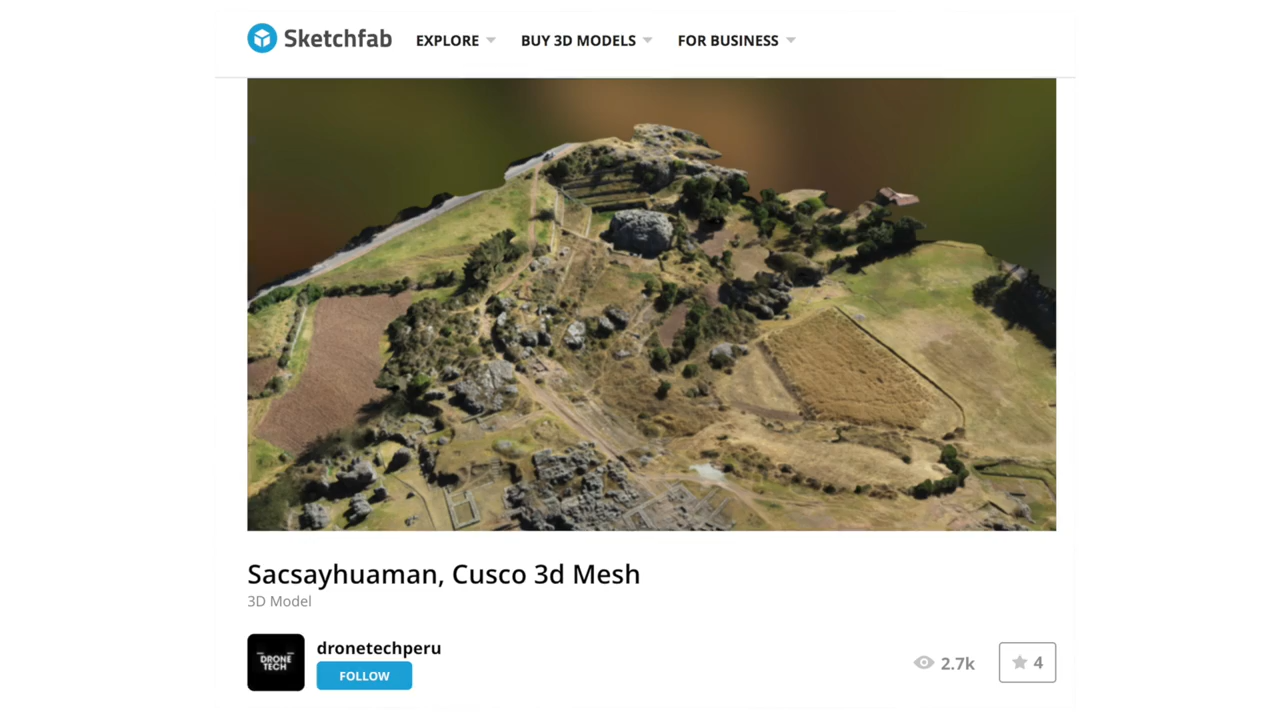 Sketchfab EXPLORE BUY 3D MODELS FOR BUSINESS
Sacsayhuaman, Cusco 3d Mesh
3D Model
DRONE
TECH
dronetechperu
FOLLOW
2.7k
4